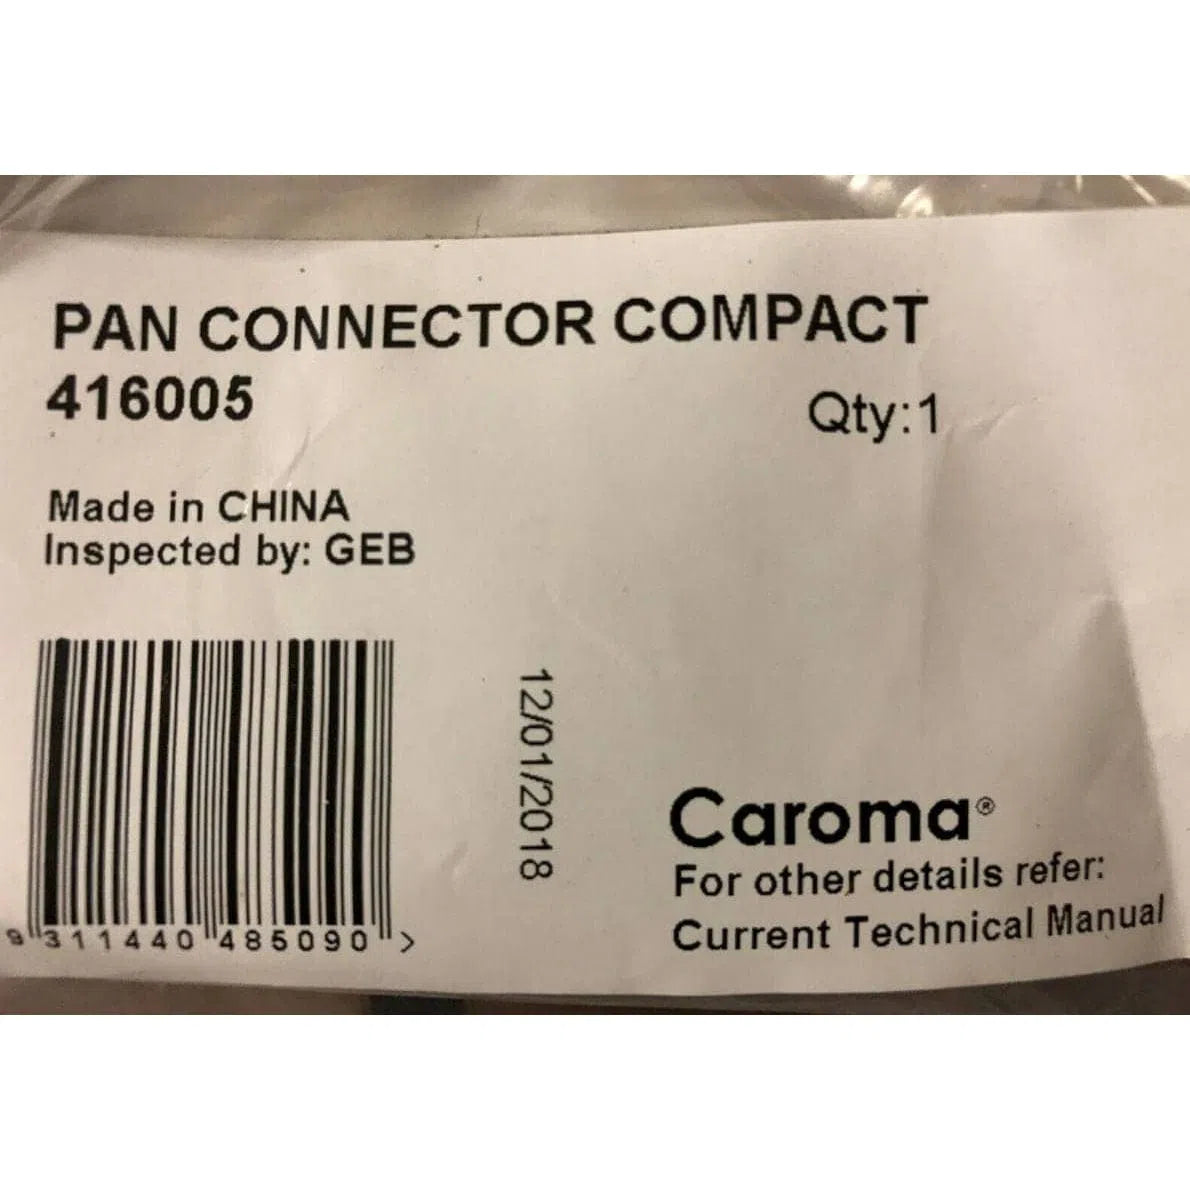 PAN CONNECTOR COMPACT
416005
Qty:1
Made in CHINA
Inspected by: GEB
12/01/2018
9 311440 485090 >
Caroma®
For other details refer:
Current Technical Manual